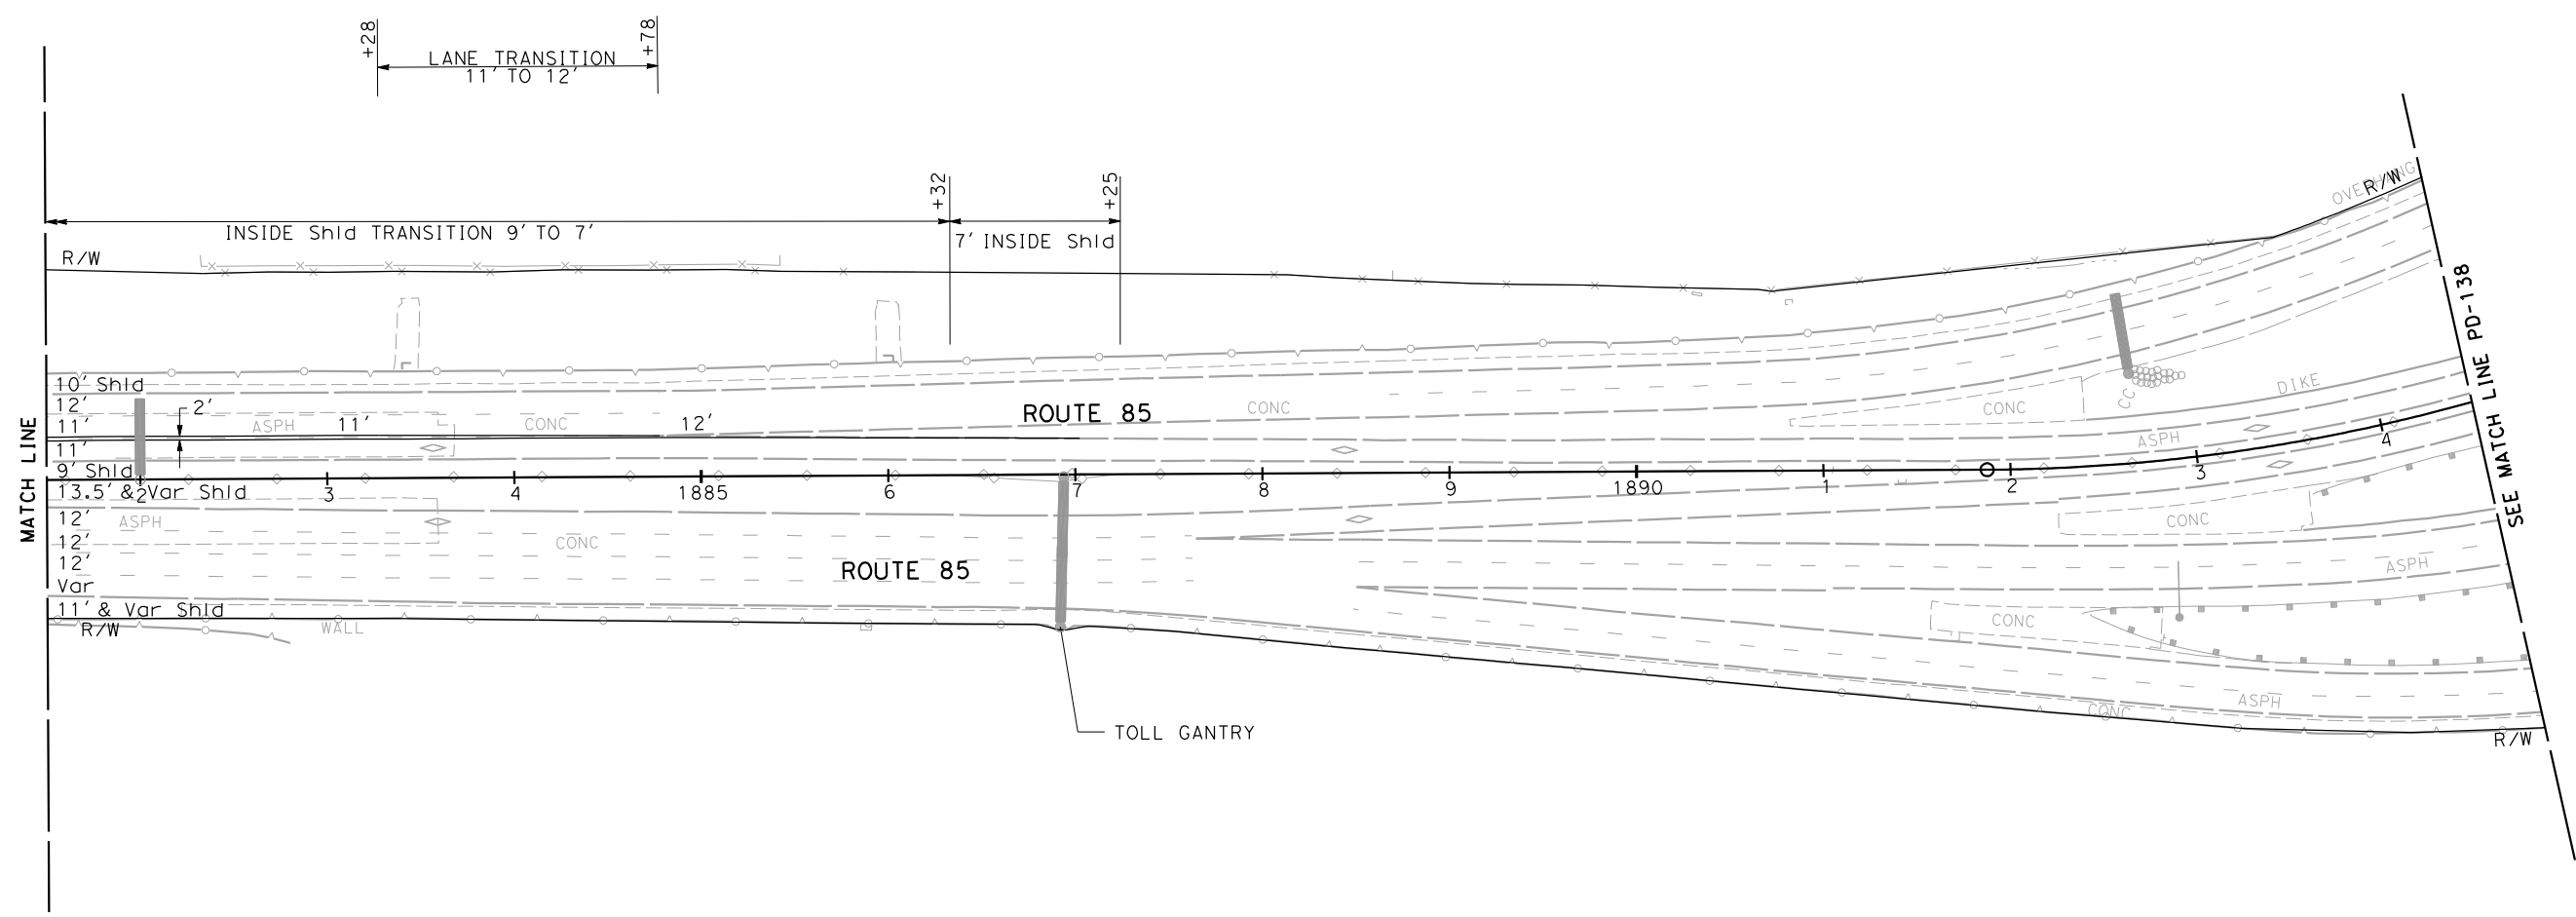 +28
+78
LANE TRANSITION
11' TO 12'
+32
+25
INSIDE Shld TRANSITION 9' TO 7'
7' INSIDE Shld
R/W
OVERHANG
R/W
10' Shld
12'
2'
11'
ASPH
11'
CONC
12'
ROUTE 85
CONC
CONC
CC
DIKE
ASPH
11'
9' Shld
2
3
4
1885
6
7
8
9
1890
1
2
3
4
13.5' & Var Shld
12'
ASPH
12'
CONC
12'
ROUTE 85
CONC
ASPH
Var
11' & Var Shld
R/W
WALL
CONC
ASPH
CONC
R/W
TOLL GANTRY
MATCH LINE
SEE MATCH LINE PD-138